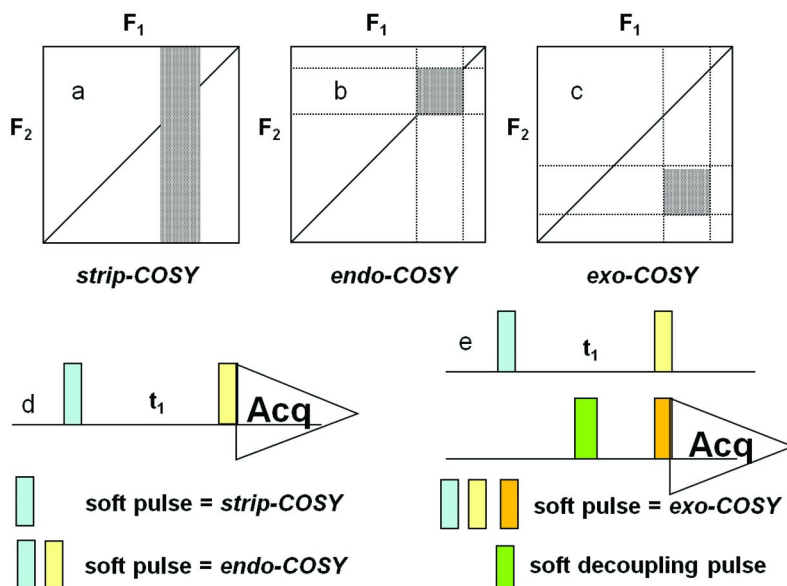 F1 F1 F1
a b c
F2 F2 F2
strip-COSY endo-COSY exo-COSY
e t1
d t1 Acq
Acq
soft pulse = strip-COSY
soft pulse = endo-COSY
soft pulse = exo-COSY
soft decoupling pulse